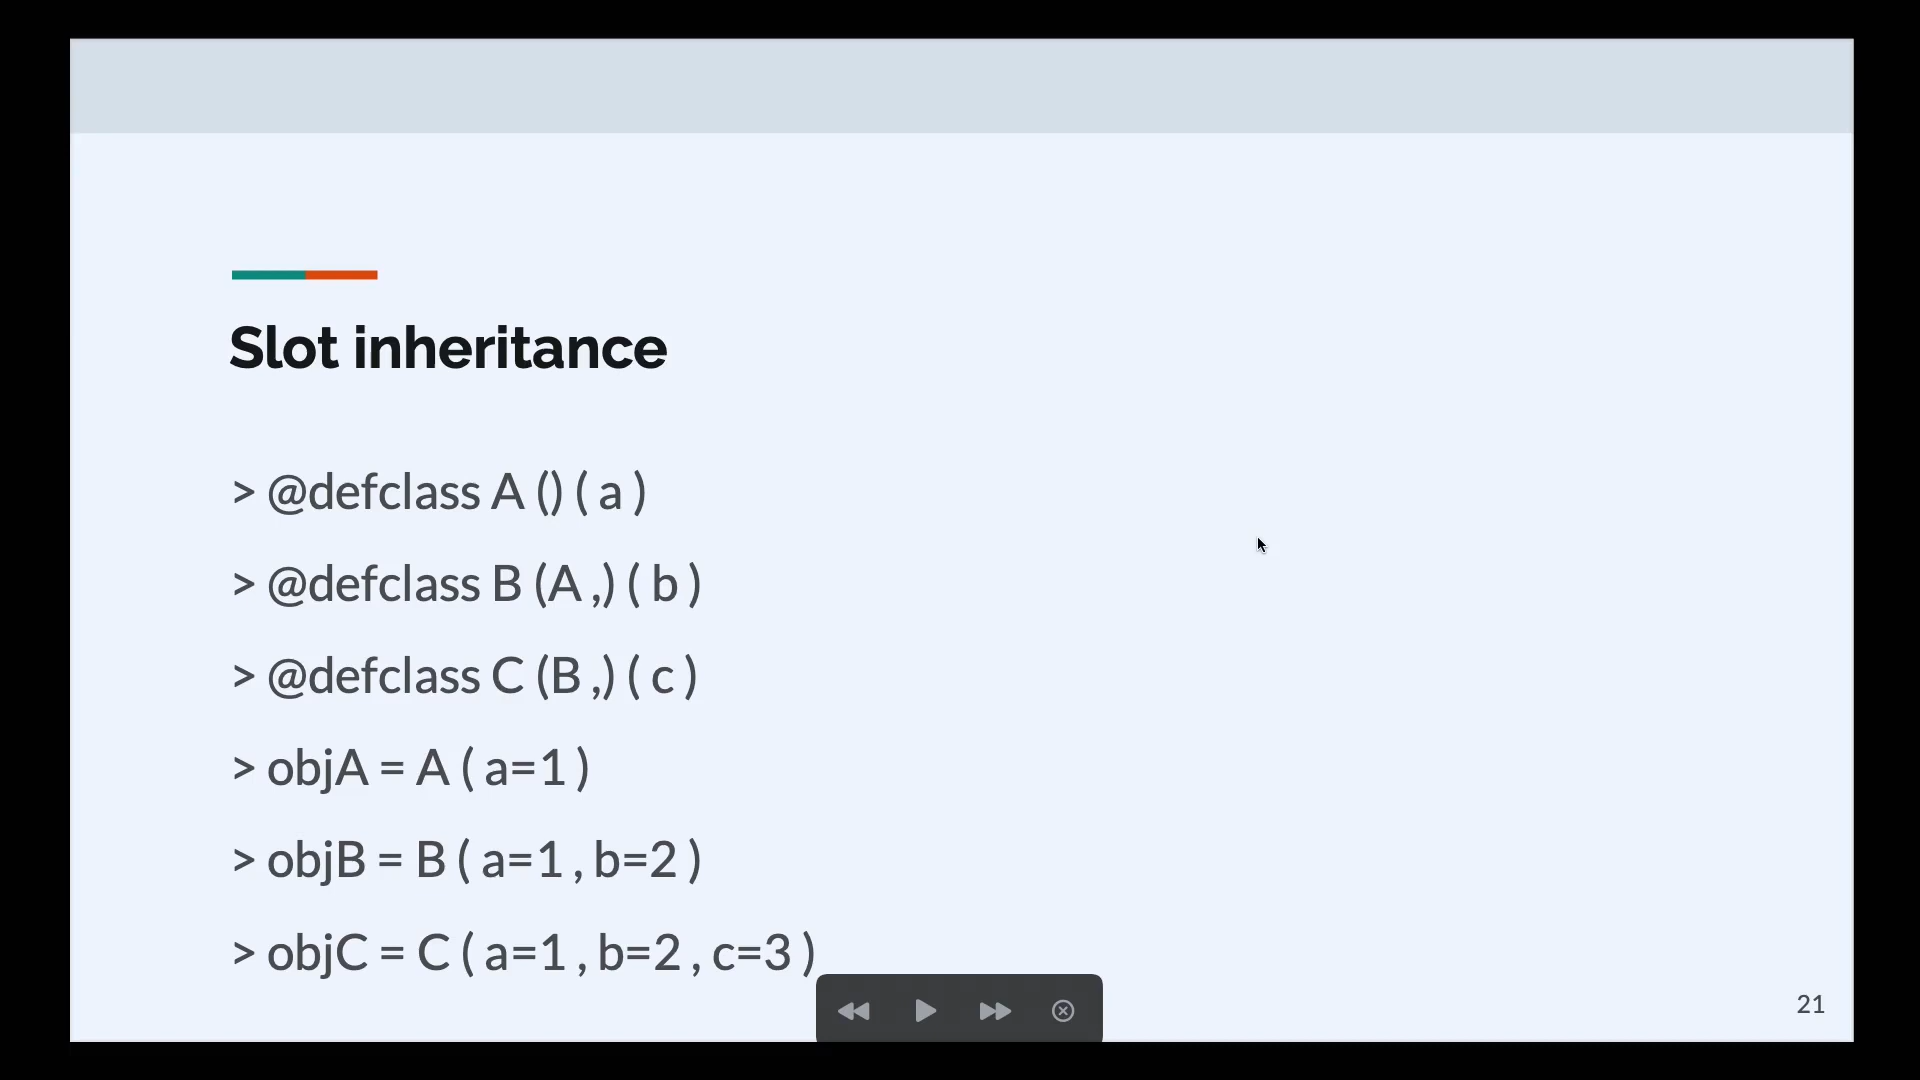 Slot inheritance
> @defclass A () ( a )
> @defclass B (A ,) ( b )
> @defclass C (B ,) ( c )
> objA = A ( a=1 )
> objB = B ( a=1 , b=2 )
> objC = C ( a=1 , b=2 , c=3 )
21